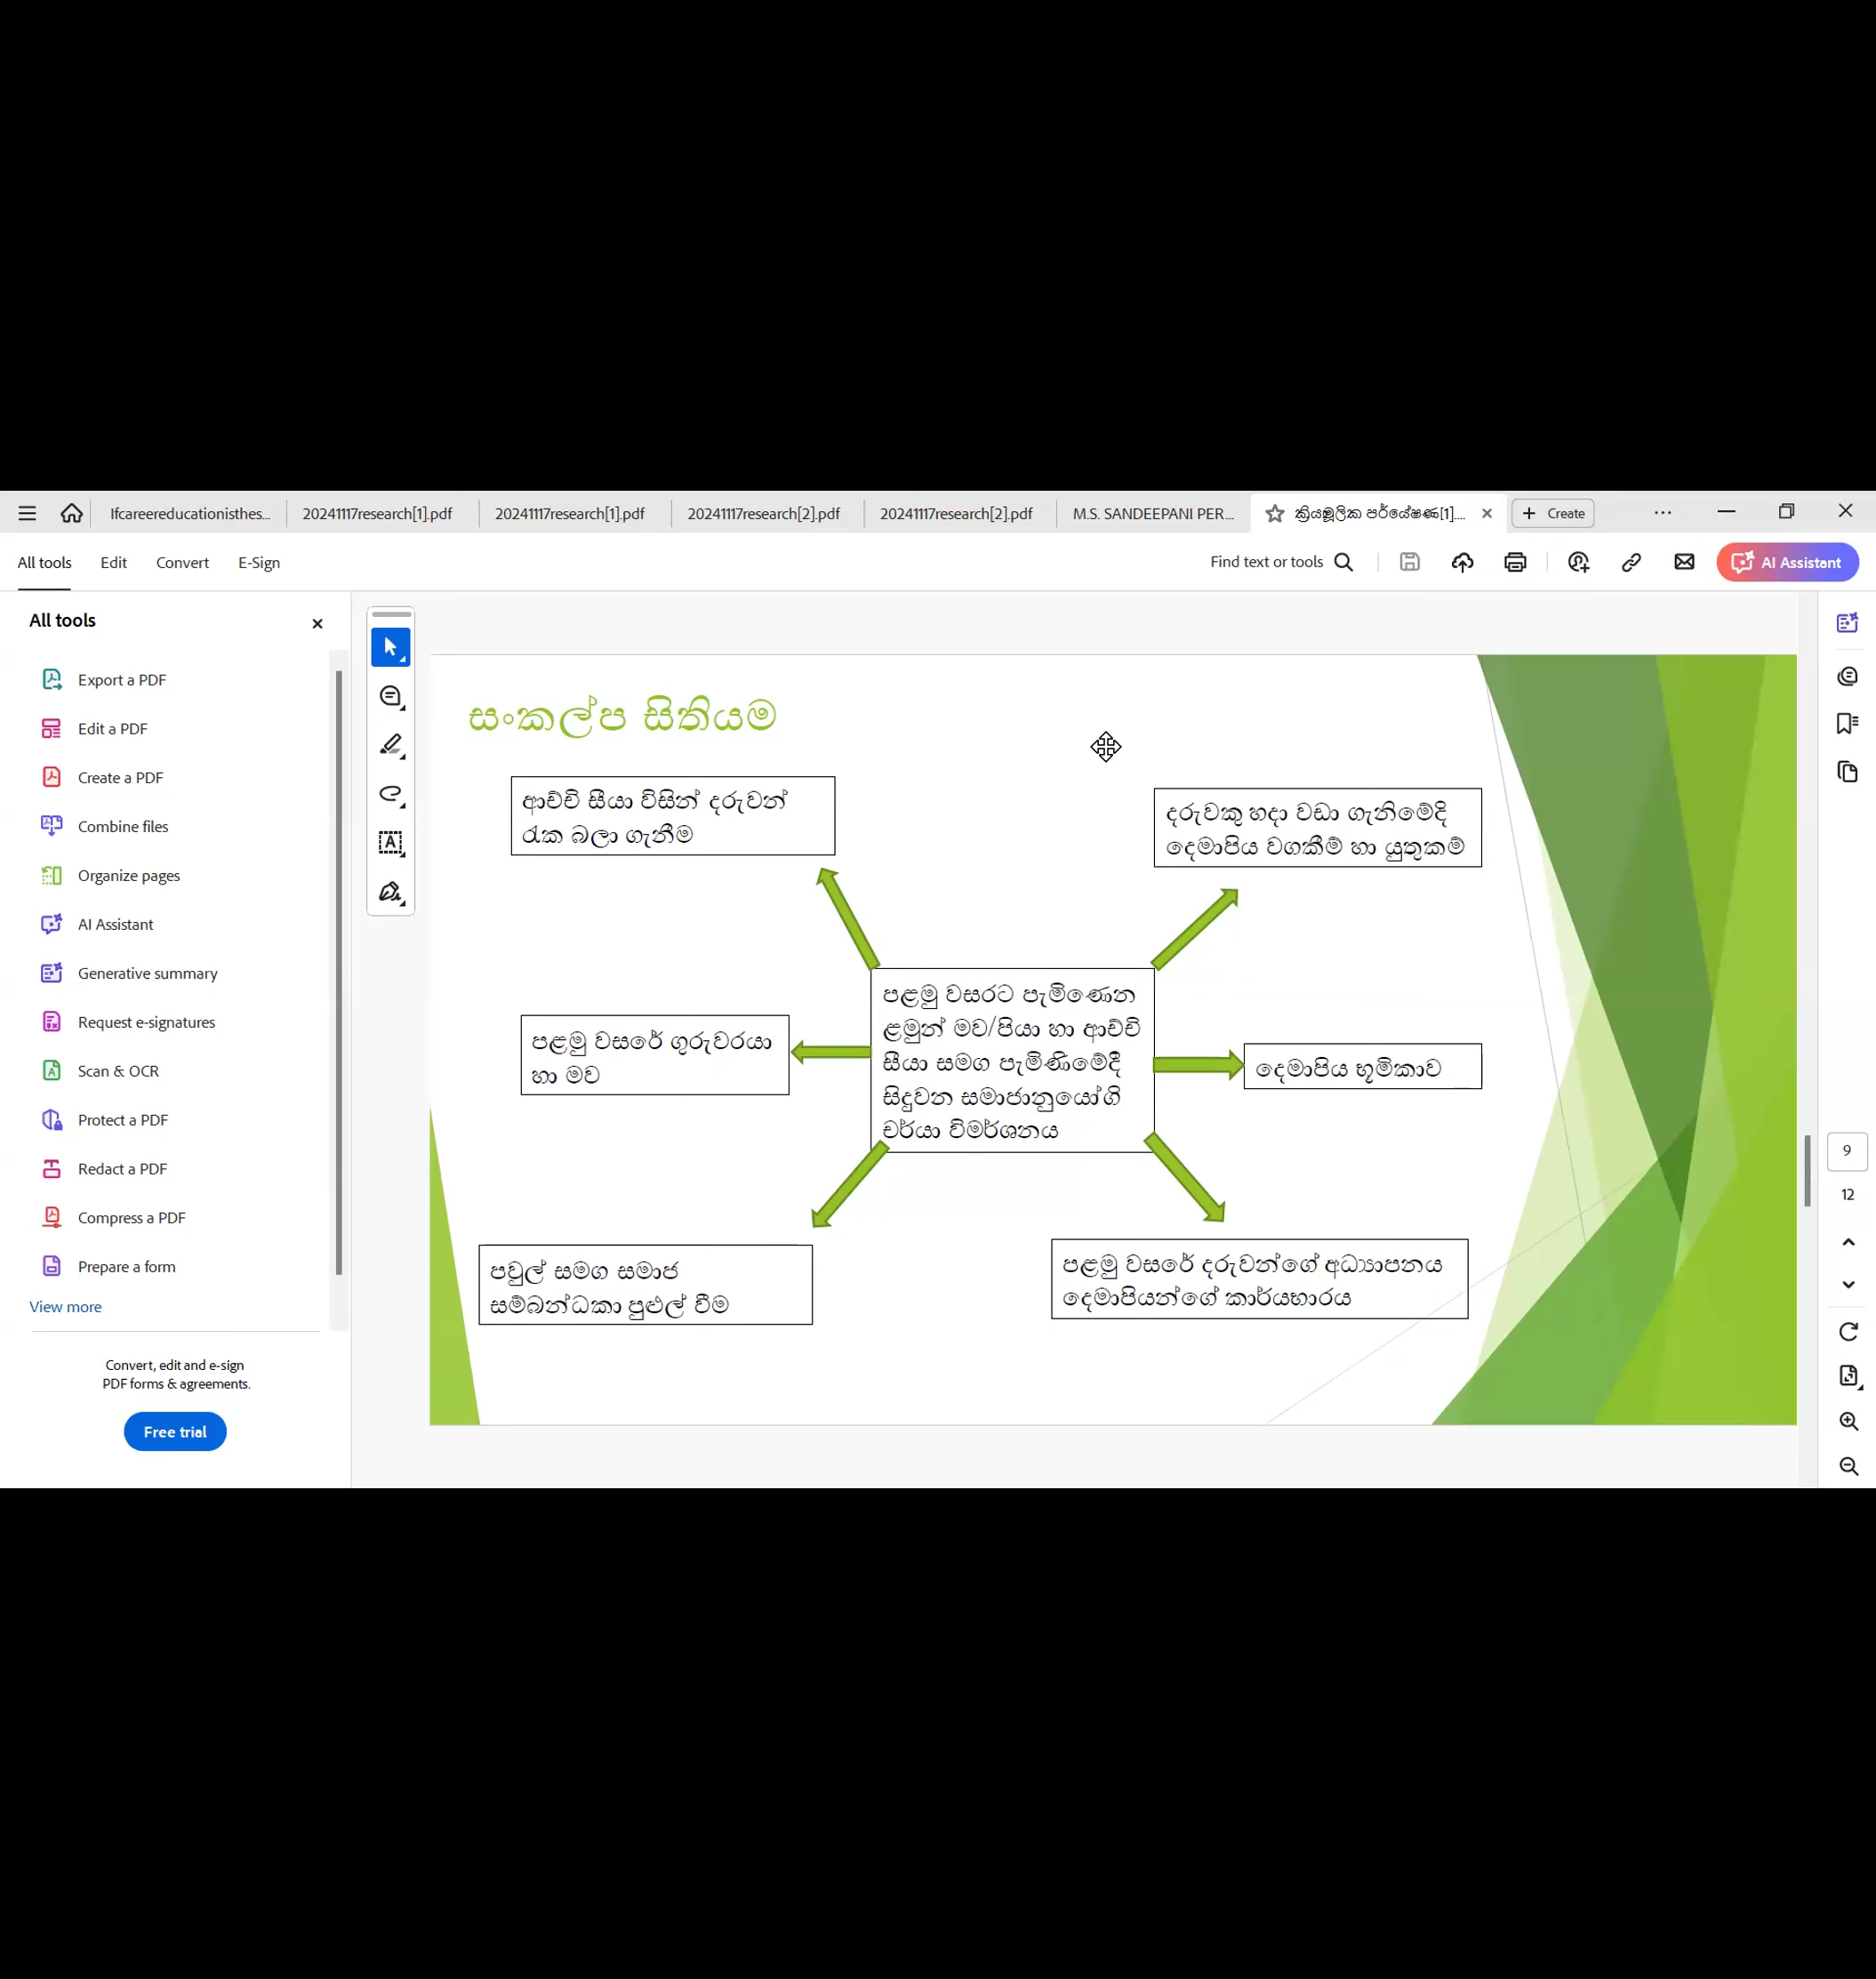 Ifcareereducationisthes...
20241117research[1].pdf
20241117research[1].pdf
20241117research[2].pdf
20241117research[2].pdf
M.S. SANDEEPANI PER...
ක්‍රියාමූලික පර්යේෂණ[1]....
Create
All tools
Edit
Convert
E-Sign
Find text or tools
AI Assistant
All tools
Export a PDF
Edit a PDF
Create a PDF
Combine files
Organize pages
AI Assistant
Generative summary
Request e-signatures
Scan & OCR
Protect a PDF
Redact a PDF
Compress a PDF
Prepare a form
View more
Convert, edit and e-sign
PDF forms & agreements.
Free trial
සංකල්ප සිතියම
ආච්චි සීයා විසින් දරුවන්
රැක බලා ගැනීම
දරුවකු හදා වඩා ගැනිමේදි
දෙමාපිය වගකීම් හා යුතුකම්
පළමු වසරේ ගුරුවරයා
හා මව
පළමු වසරට පැමිණෙන
ළමුන් මව/පියා හා ආච්චි
සීයා සමග පැමිණිමේදී
සිදුවන සමාජානුයෝගි
චර්යා විමර්ශනය
දෙමාපිය භූමිකාව
පවුල් සමග සමාජ
සම්බන්ධකා පුළුල් වීම
පළමු වසරේ දරුවන්ගේ අධ්‍යාපනය
දෙමාපියන්ගේ කාර්යභාරය
9
12